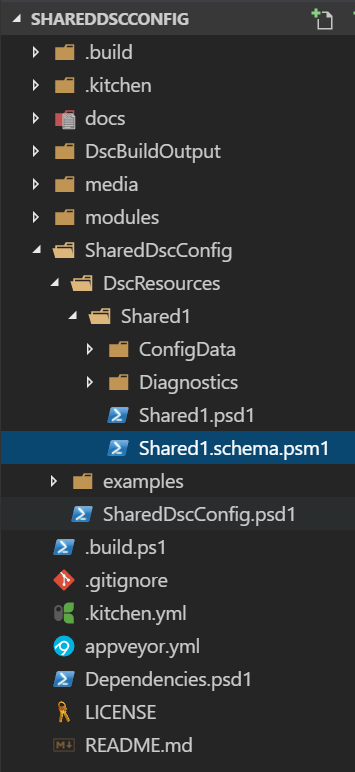 SHAREDDSCCONFIG
.build
.kitchen
docs
DscBuildOutput
media
modules
SharedDscConfig
DscResources
Shared1
ConfigData
Diagnostics
Shared1.psd1
Shared1.schema.psm1
examples
SharedDscConfig.psd1
.build.ps1
.gitignore
.kitchen.yml
appveyor.yml
Dependencies.psd1
LICENSE
README.md